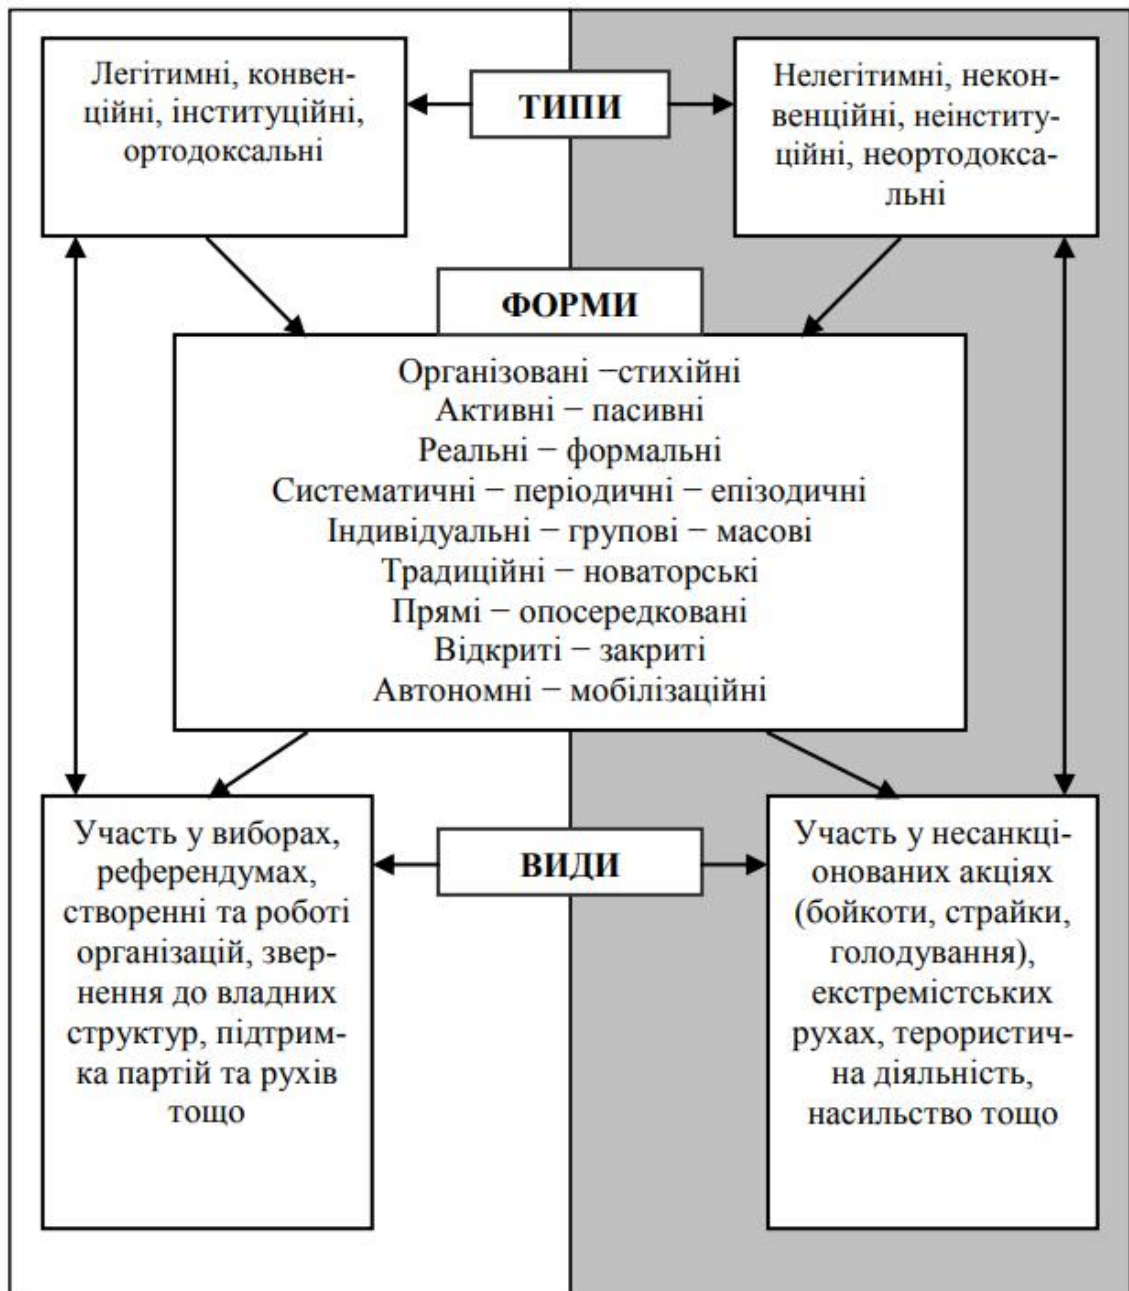 Легітимні, конвен-
ційні, інституційні,
ортодоксальні
ТИПИ
Нелегітимні, некон-
венційні, неінститу-
ційні, неортодокса-
льні
ФОРМИ
Організовані −стихійні
Активні − пасивні
Реальні − формальні
Систематичні − періодичні − епізодичні
Індивідуальні − групові − масові
Традиційні − новаторські
Прямі − опосередковані
Відкриті − закриті
Автономні − мобілізаційні
Участь у виборах,
референдумах,
створенні та роботі
організацій, звер-
нення до владних
структур, підтрим-
ка партій та рухів
тощо
ВИДИ
Участь у несанкці-
онованих акціях
(бойкоти, страйки,
голодування),
екстремістських
рухах, терористич-
на діяльність,
насильство тощо